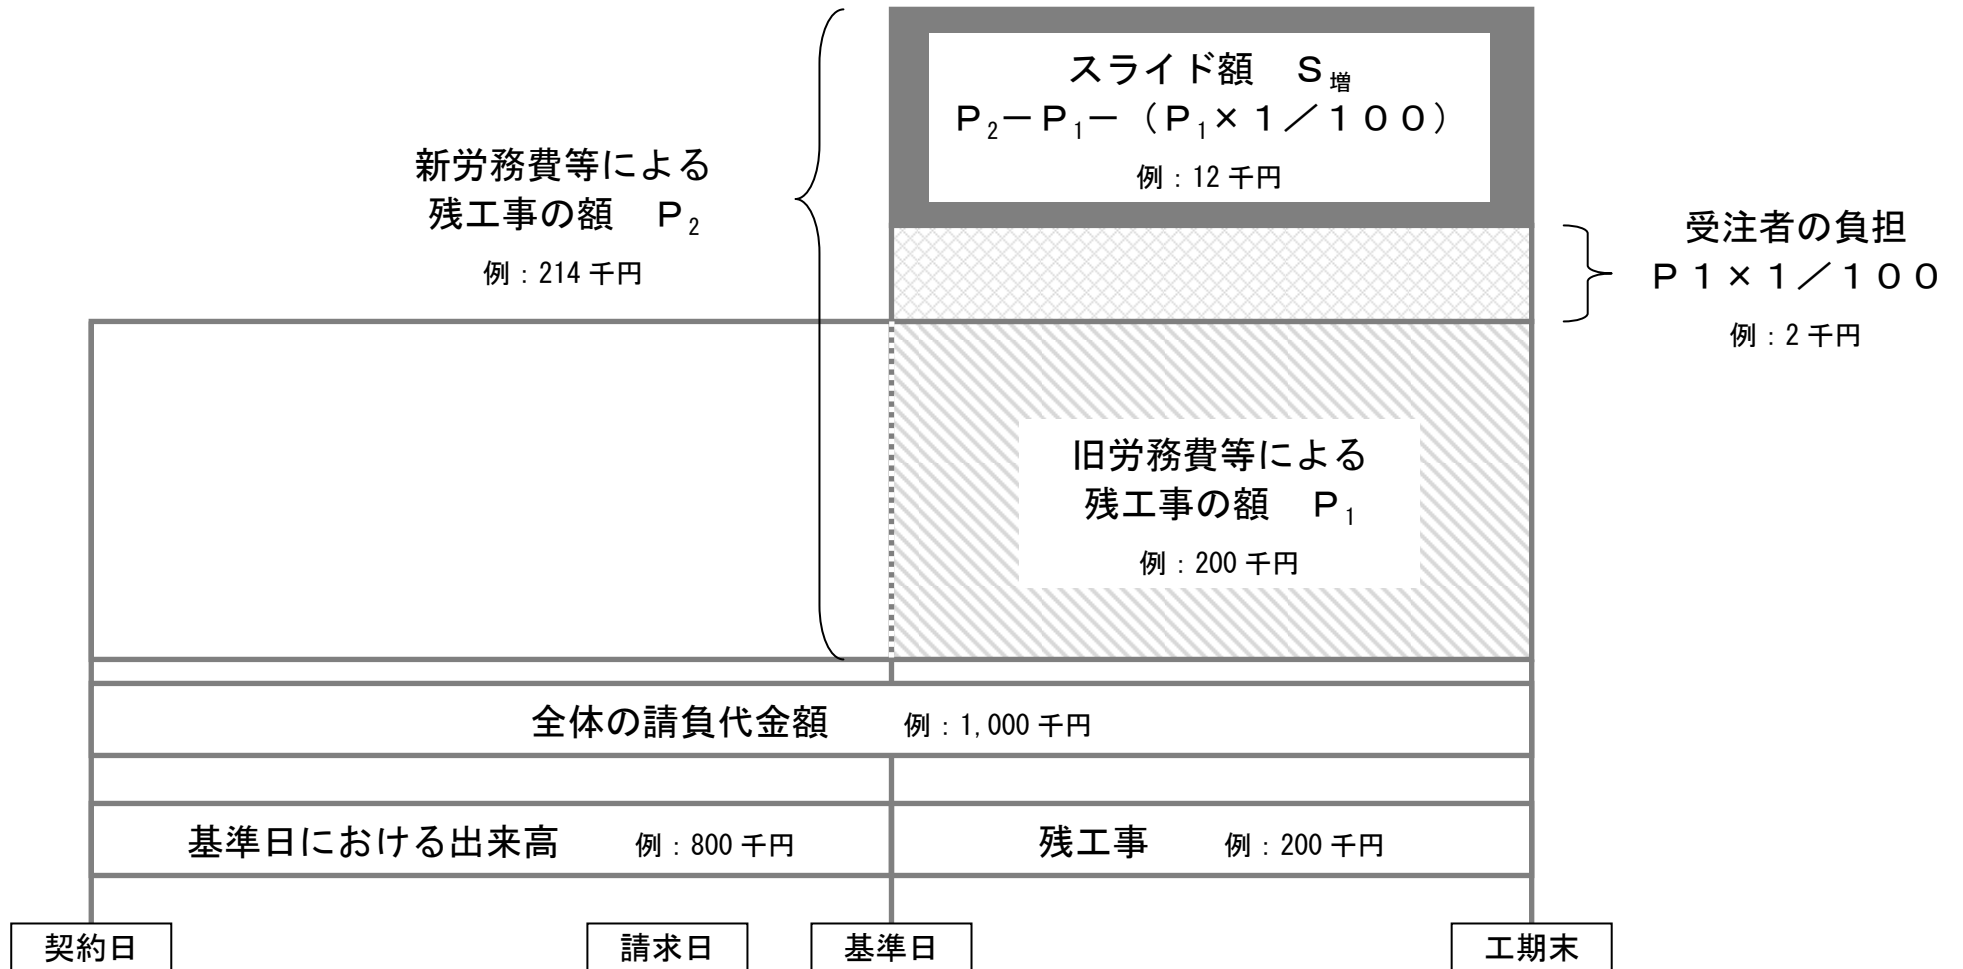 スライド額 S増
P2－P1－（P1×１／１００）
例：12 千円
新労務費等による
残工事の額 P2
例：214 千円
受注者の負担
P１×１／１００
例：2 千円
旧労務費等による
残工事の額 P1
例：200 千円
全体の請負代金額 例：1,000 千円
基準日における出来高 例：800 千円 残工事 例：200 千円
契約日 請求日 基準日 工期末